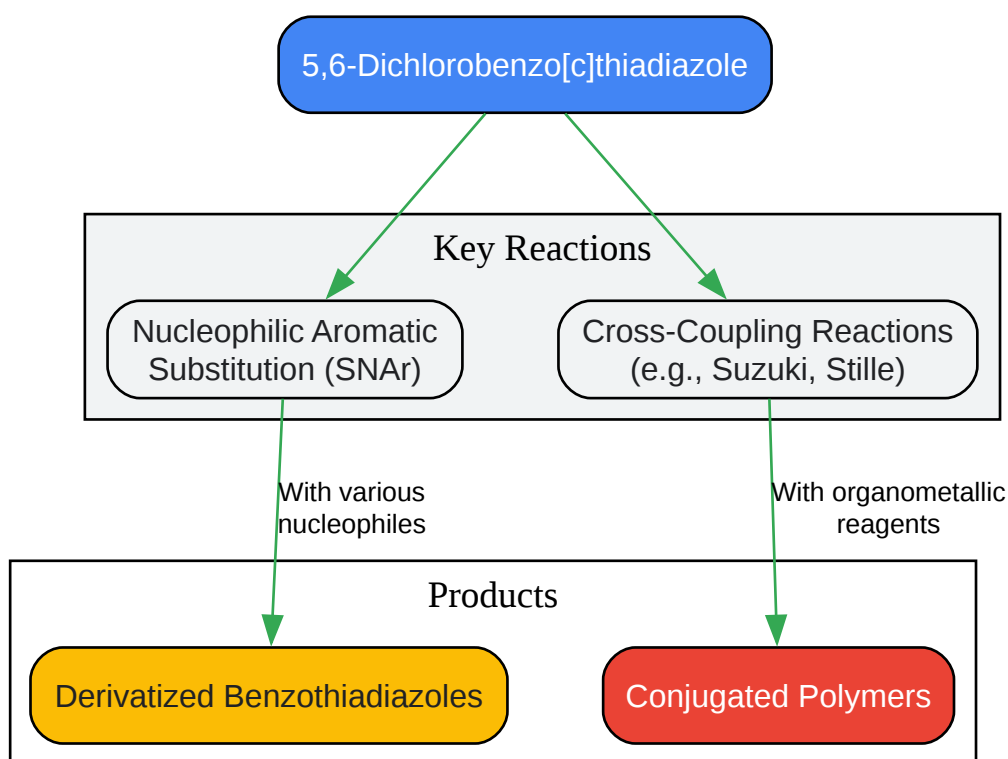 5,6-Dichlorobenzo[c]thiadiazole
Key Reactions
Nucleophilic Aromatic
Substitution (SNAr)
Cross-Coupling Reactions
(e.g., Suzuki, Stille)
With various
nucleophiles
With organometallic
reagents
Products
Derivatized Benzothiadiazoles
Conjugated Polymers